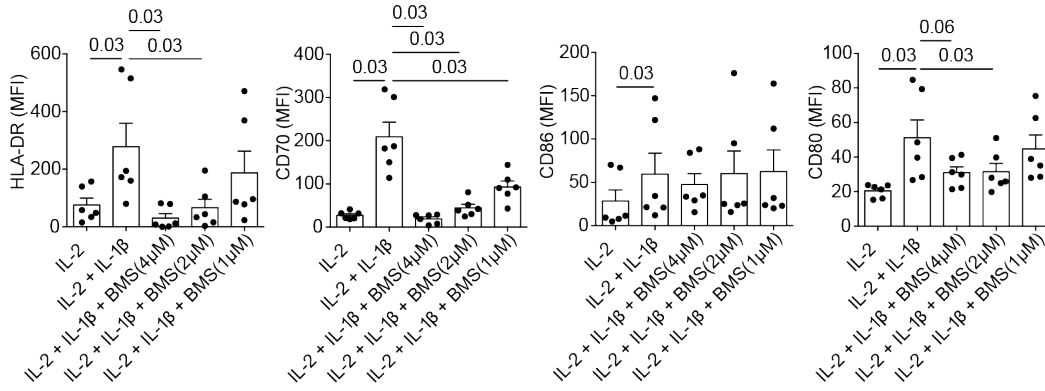 0.03
0.03 0.03
600
400
200
0
HLA-DR (MFI)
IL-2
IL-2 + IL-1β
IL-2 + IL-1β + BMS(4µM)
IL-2 + IL-1β + BMS(2µM)
IL-2 + IL-1β + BMS(1µM)
0.03
0.03
0.03 0.03
400
300
200
100
0
CD70 (MFI)
IL-2
IL-2 + IL-1β
IL-2 + IL-1β + BMS(4µM)
IL-2 + IL-1β + BMS(2µM)
IL-2 + IL-1β + BMS(1µM)
0.03
200
150
100
50
0
CD86 (MFI)
IL-2
IL-2 + IL-1β
IL-2 + IL-1β + BMS(4µM)
IL-2 + IL-1β + BMS(2µM)
IL-2 + IL-1β + BMS(1µM)
0.06
0.03 0.03
100
80
60
40
20
0
CD80 (MFI)
IL-2
IL-2 + IL-1β
IL-2 + IL-1β + BMS(4µM)
IL-2 + IL-1β + BMS(2µM)
IL-2 + IL-1β + BMS(1µM)